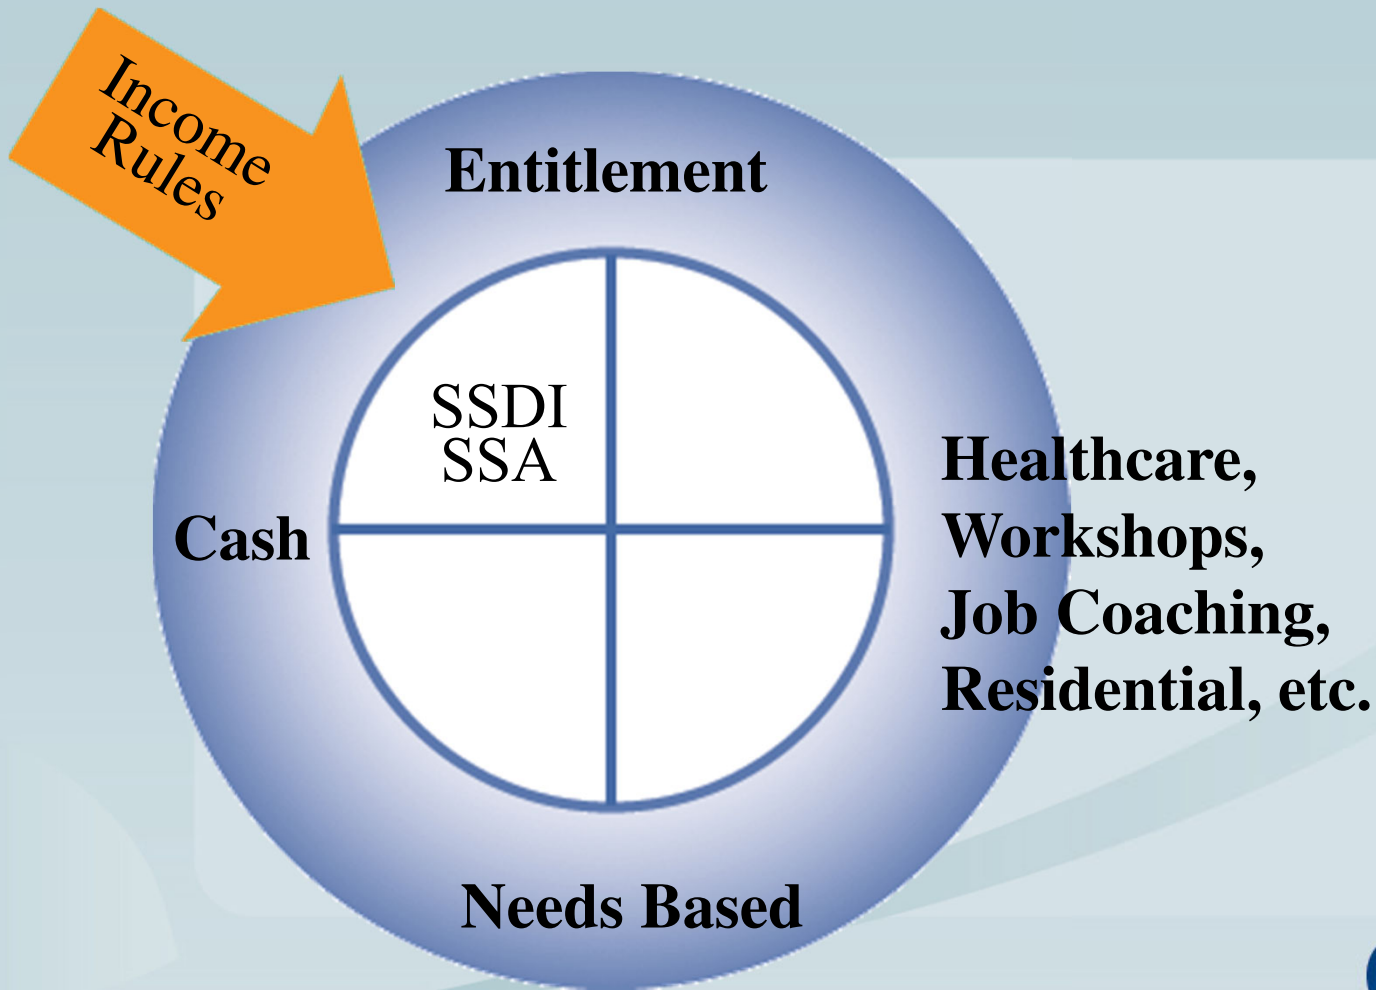 Income
Rules
Entitlement
SSDI
SSA
Cash
Healthcare,
Workshops,
Job Coaching,
Residential, etc.
Needs Based